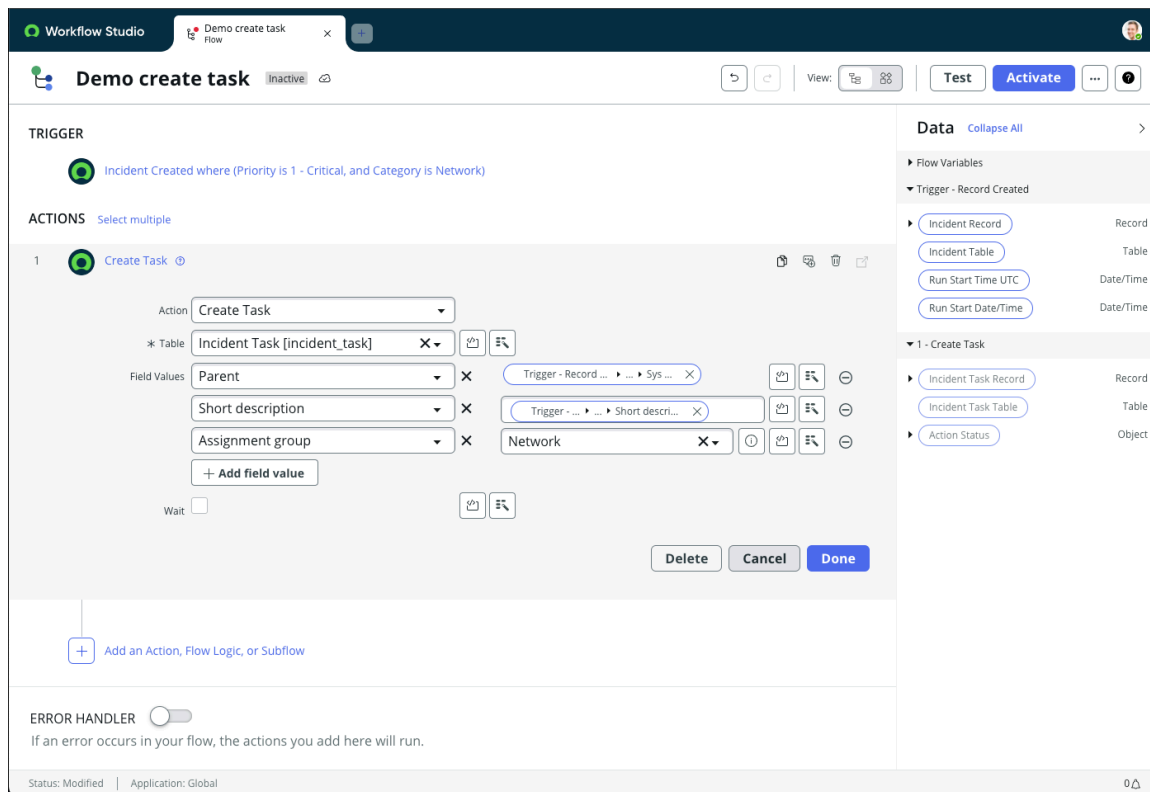 Workflow Studio
Demo create task
Flow
Demo create task Inactive
View:
Test
Activate
TRIGGER
Incident Created where (Priority is 1 - Critical, and Category is Network)
ACTIONS Select multiple
1 Create Task
Action Create Task
* Table Incident Task [incident_task]
Field Values Parent Trigger - Record ... ▸ ... ▸ Sys ...
Short description Trigger - ... ▸ ... ▸ Short descri...
Assignment group Network
+ Add field value
Wait
Delete Cancel Done
+ Add an Action, Flow Logic, or Subflow
ERROR HANDLER
If an error occurs in your flow, the actions you add here will run.
Data Collapse All
Flow Variables
Trigger - Record Created
Incident Record Record
Incident Table Table
Run Start Time UTC Date/Time
Run Start Date/Time Date/Time
1 - Create Task
Incident Task Record Record
Incident Task Table Table
Action Status Object
Status: Modified | Application: Global
0